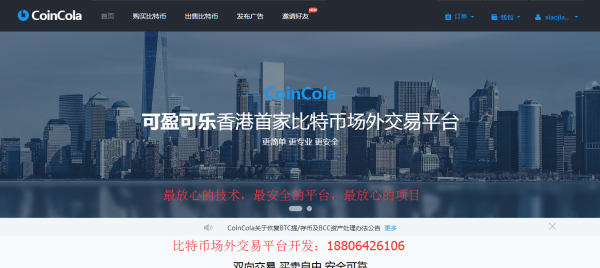 CoinCola 首页 购买比特币 出售比特币 发布广告 邀请好友 订单 钱包 xiaojia...
CoinCola
可盈可乐香港首家比特币场外交易平台
更简单 更专业 更安全
最放心的技术，最安全的平台，最放心的项目
CoinCola关于恢复BTC提/存币及BCC资产处理办法公告 更多
比特币场外交易平台开发：18806426106
双向交易 买卖自由 安全可靠